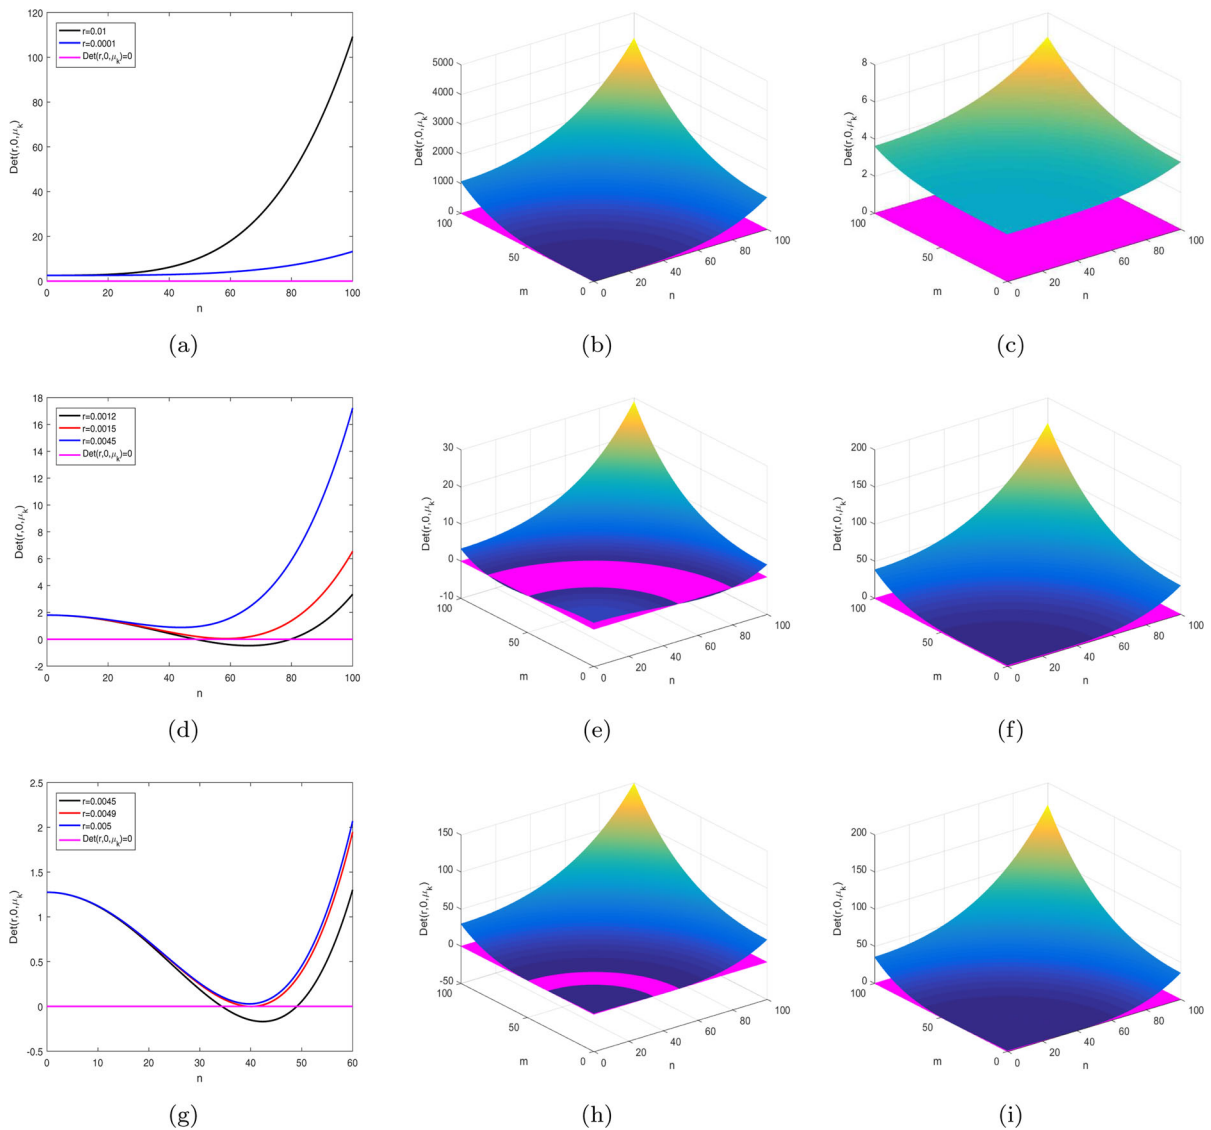 120
100
80
60
40
20
0
r=0.01
r=0.0001
Det(r,0,μk)=0
Det(r,0,μk)
0 20 40 60 80 100
n
(a)
5000
4000
3000
2000
1000
0
Det(r,0,μk)
100
50
0
m
0
20
40
60
80
100
n
(b)
8
6
4
2
0
Det(r,0,μk)
100
50
0
m
0
20
40
60
80
100
n
(c)
18
16
14
12
10
8
6
4
2
0
-2
r=0.0012
r=0.0015
r=0.0045
Det(r,0,μk)=0
Det(r,0,μk)
0 20 40 60 80 100
n
(d)
30
20
10
0
-10
Det(r,0,μk)
100
50
0
m
20
40
60
80
100
n
(e)
200
150
100
50
0
Det(r,0,μk)
100
50
0
m
0
20
40
60
80
100
n
(f)
2.5
2
1.5
1
0.5
0
-0.5
r=0.0045
r=0.0049
r=0.005
Det(r,0,μk)=0
Det(r,0,μk)
0 10 20 30 40 50 60
n
(g)
150
100
50
0
-50
Det(r,0,μk)
100
50
0
m
0
20
40
60
80
100
n
(h)
200
150
100
50
0
Det(r,0,μk)
100
50
0
m
0
20
40
60
80
100
n
(i)